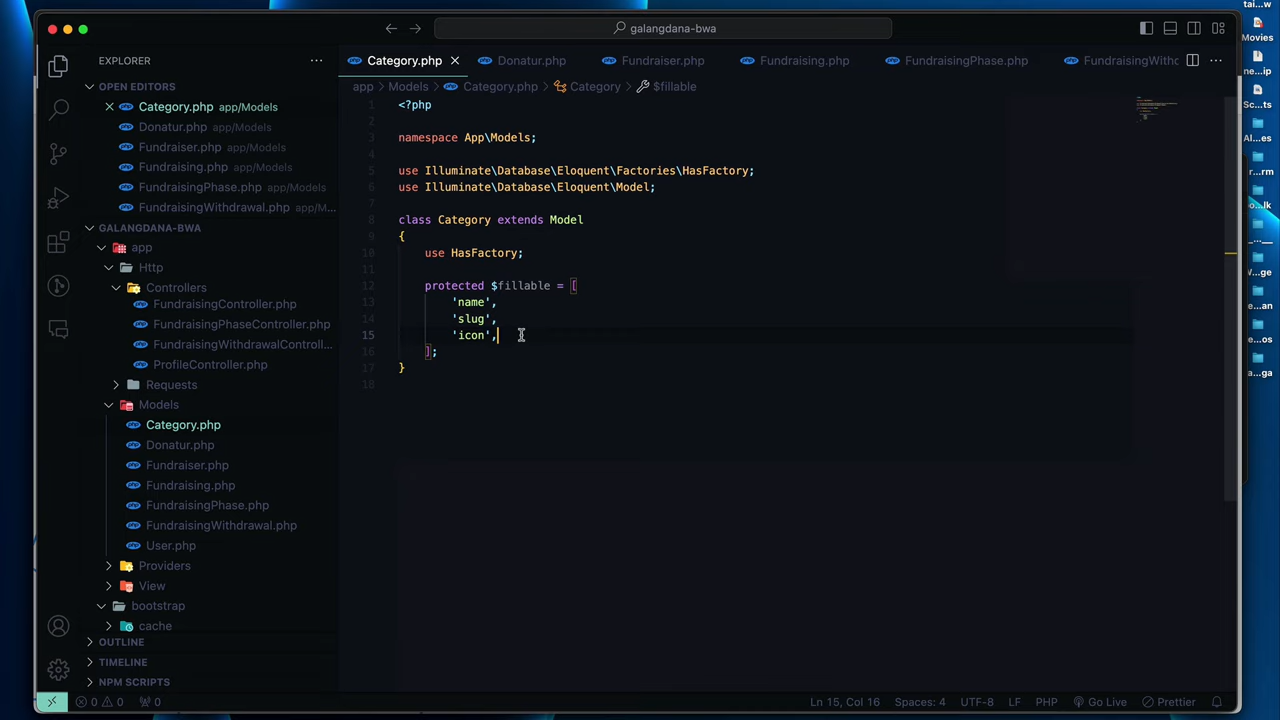 galangdana-bwa
EXPLORER
OPEN EDITORS
Category.php app/Models
Donatur.php app/Models
Fundraiser.php app/Models
Fundraising.php app/Models
FundraisingPhase.php app/Models
FundraisingWithdrawal.php app/M...
GALANGDANA-BWA
app
Http
Controllers
FundraisingController.php
FundraisingPhaseController.php
FundraisingWithdrawalControll...
ProfileController.php
Requests
Models
Category.php
Donatur.php
Fundraiser.php
Fundraising.php
FundraisingPhase.php
FundraisingWithdrawal.php
User.php
Providers
View
bootstrap
cache
OUTLINE
TIMELINE
NPM SCRIPTS
Category.php Donatur.php Fundraiser.php Fundraising.php FundraisingPhase.php FundraisingWithd
app > Models > Category.php > Category > $fillable
1 <?php
2
3 namespace App\Models;
4
5 use Illuminate\Database\Eloquent\Factories\HasFactory;
6 use Illuminate\Database\Eloquent\Model;
7
8 class Category extends Model
9 {
10 use HasFactory;
11
12 protected $fillable = [
13 'name',
14 'slug',
15 'icon',
16 ];
17 }
18
0 0 0 Ln 15, Col 16 Spaces: 4 UTF-8 LF PHP Go Live Prettier
Movies
Sc...ts